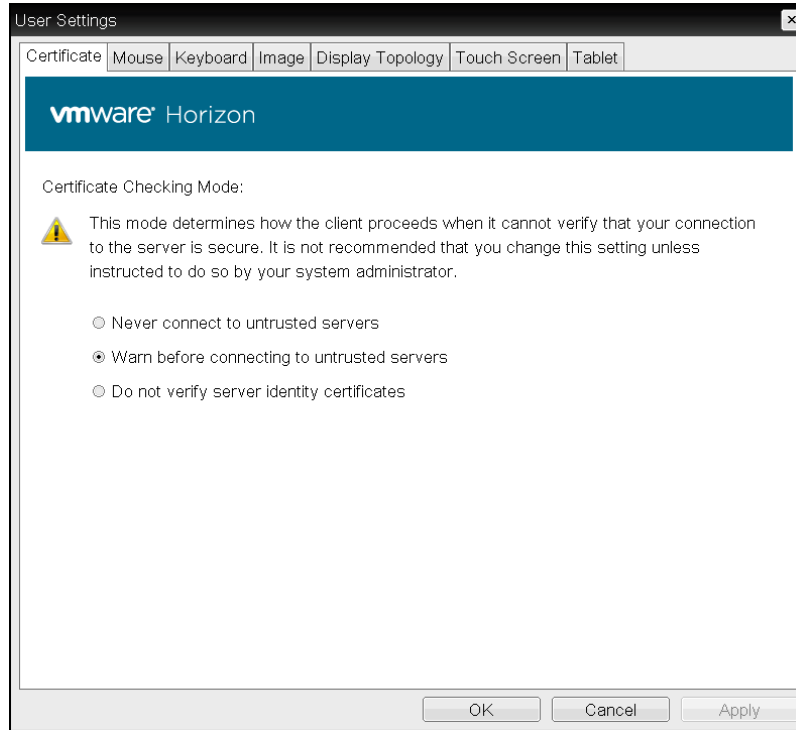 User Settings
Certificate Mouse Keyboard Image Display Topology Touch Screen Tablet
vmware Horizon
Certificate Checking Mode:
This mode determines how the client proceeds when it cannot verify that your connection
to the server is secure. It is not recommended that you change this setting unless
instructed to do so by your system administrator.
Never connect to untrusted servers
Warn before connecting to untrusted servers
Do not verify server identity certificates
OK Cancel Apply